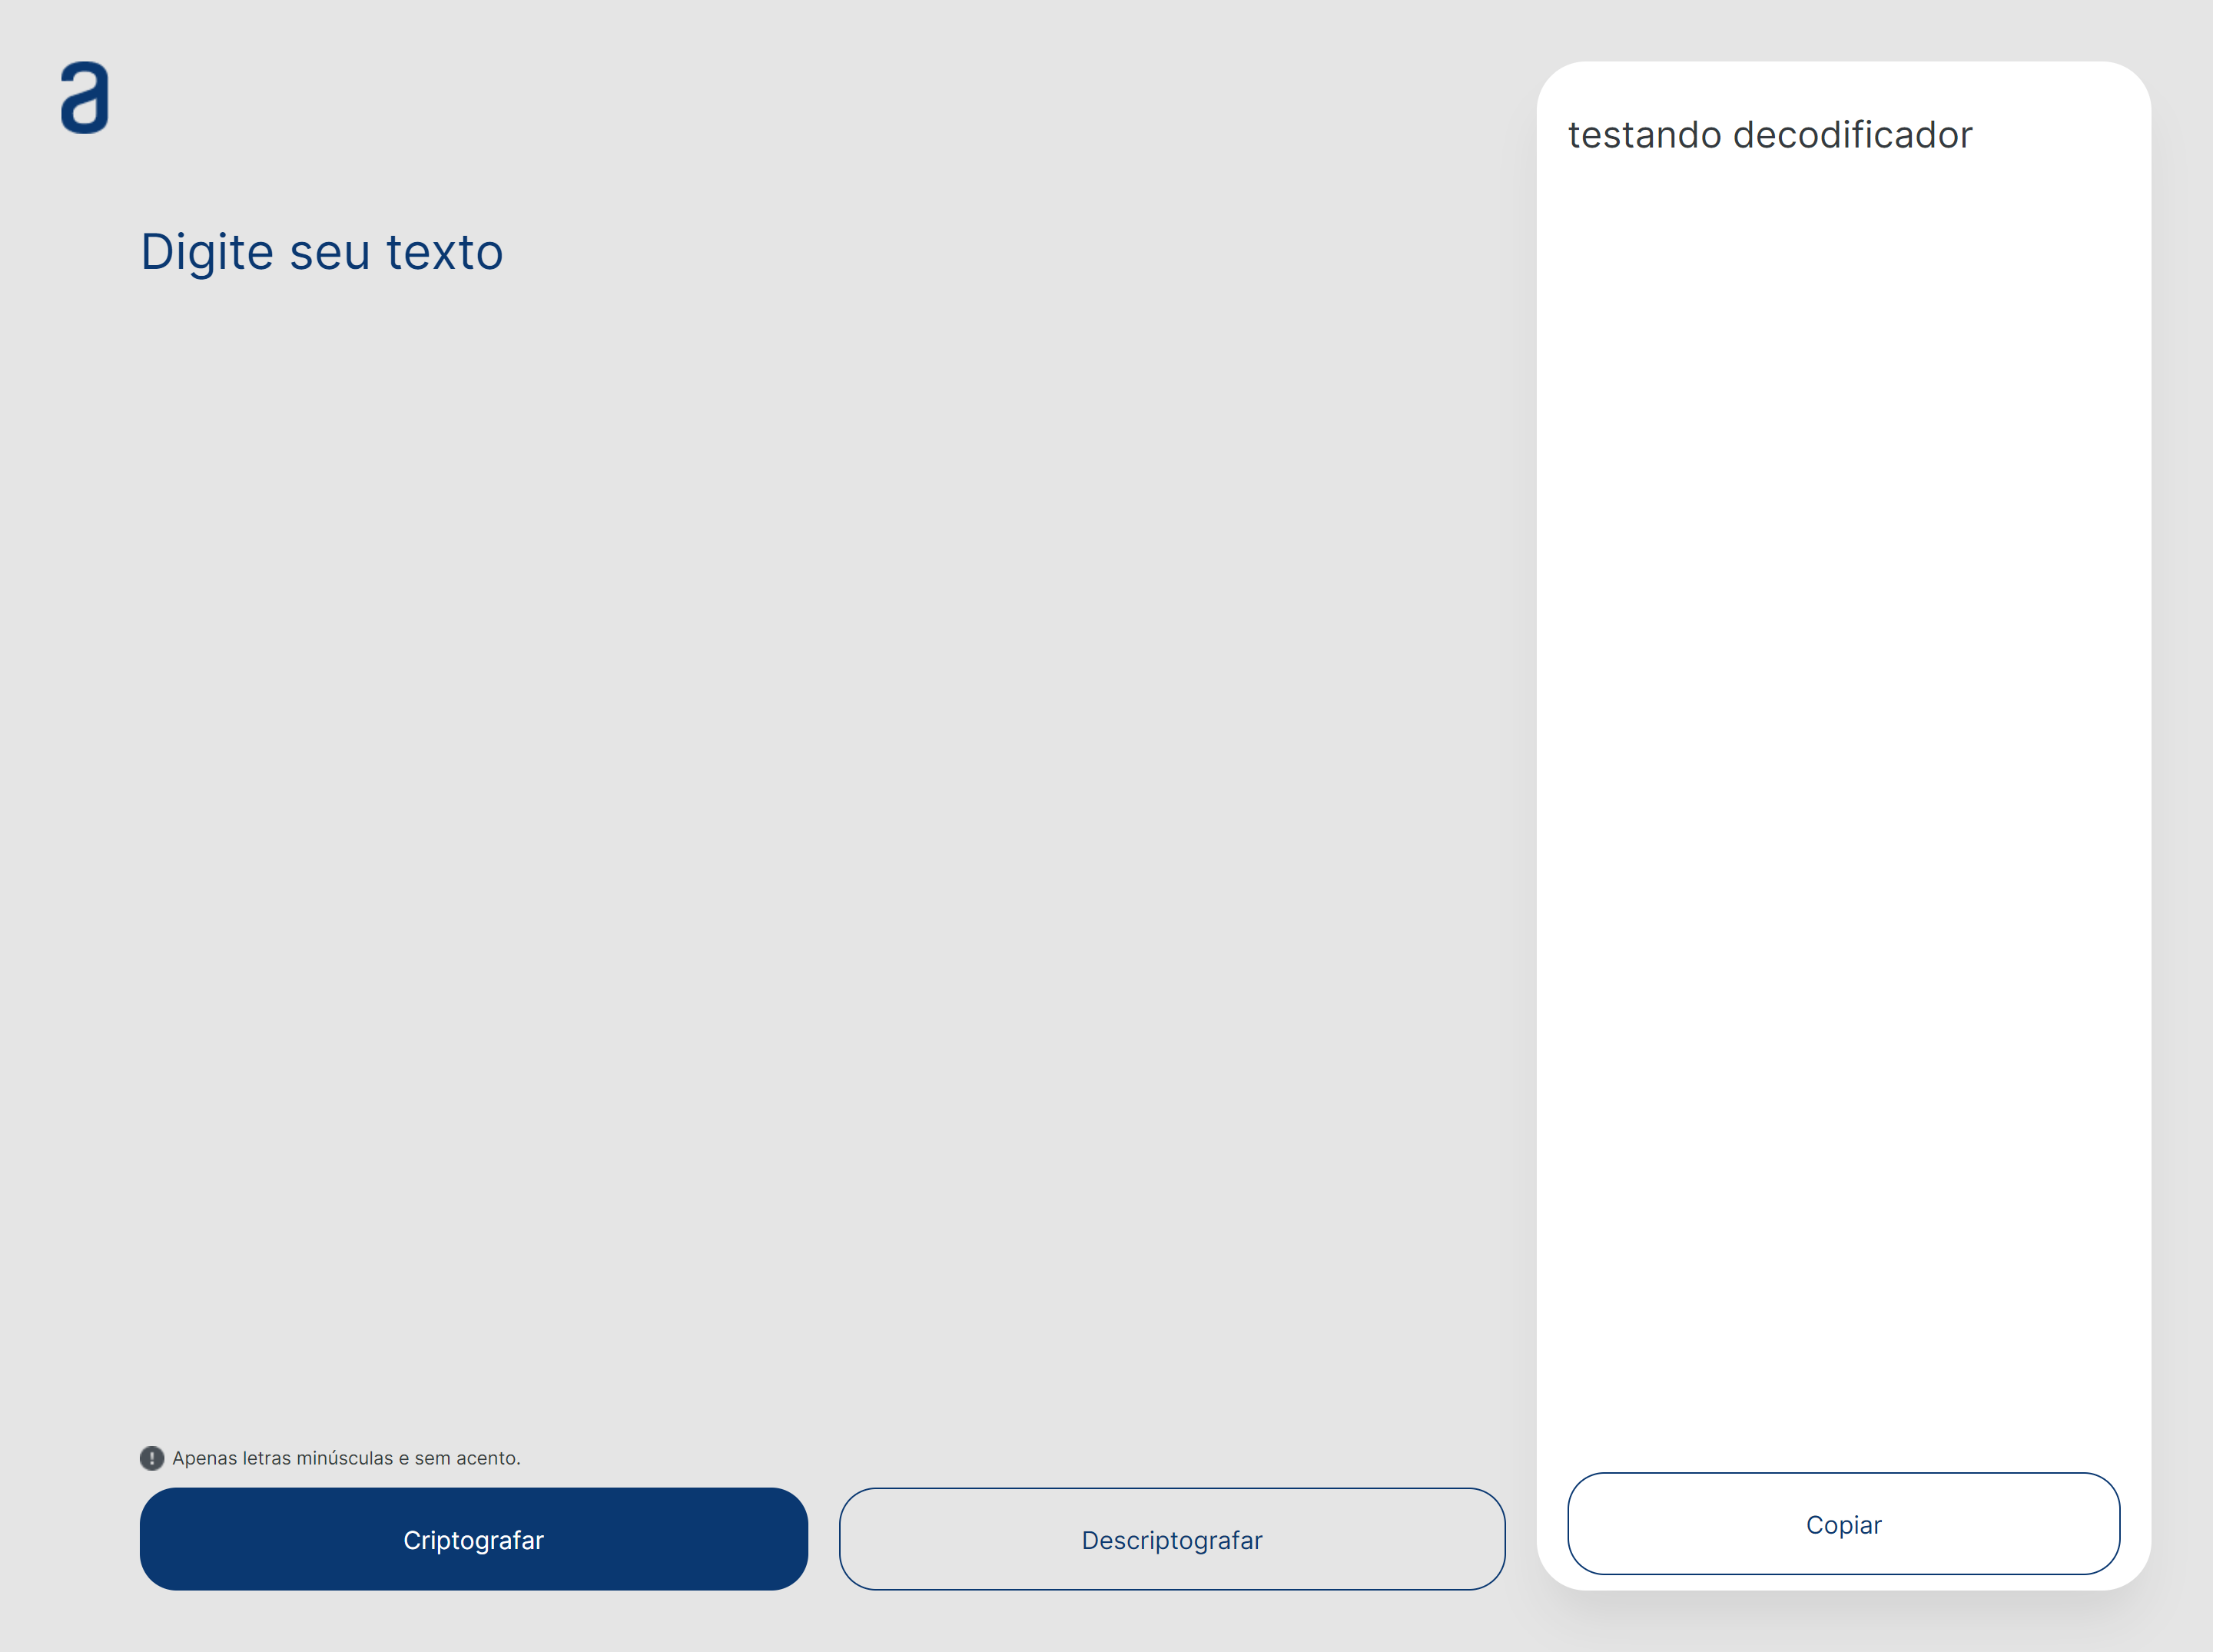 a
Digite seu texto
Apenas letras minúsculas e sem acento.
Criptografar
Descriptografar
testando decodificador
Copiar